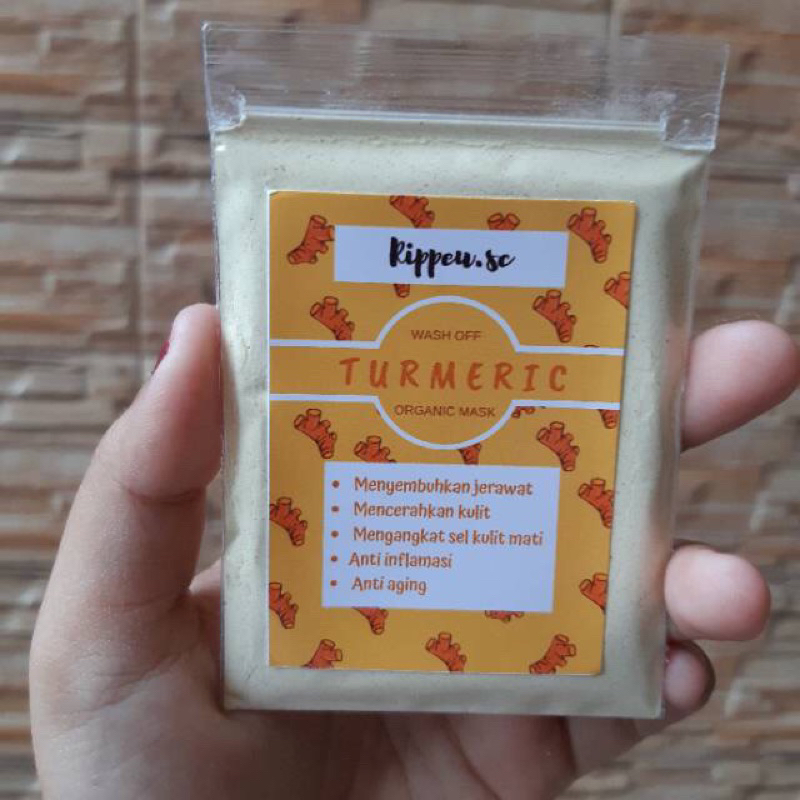 Rippeu.sc
WASH OFF
TURMERIC
ORGANIC MASK
• Menyembuhkan jerawat
• Mencerahkan kulit
• Mengangkat sel kulit mati
• Anti inflamasi
• Anti aging